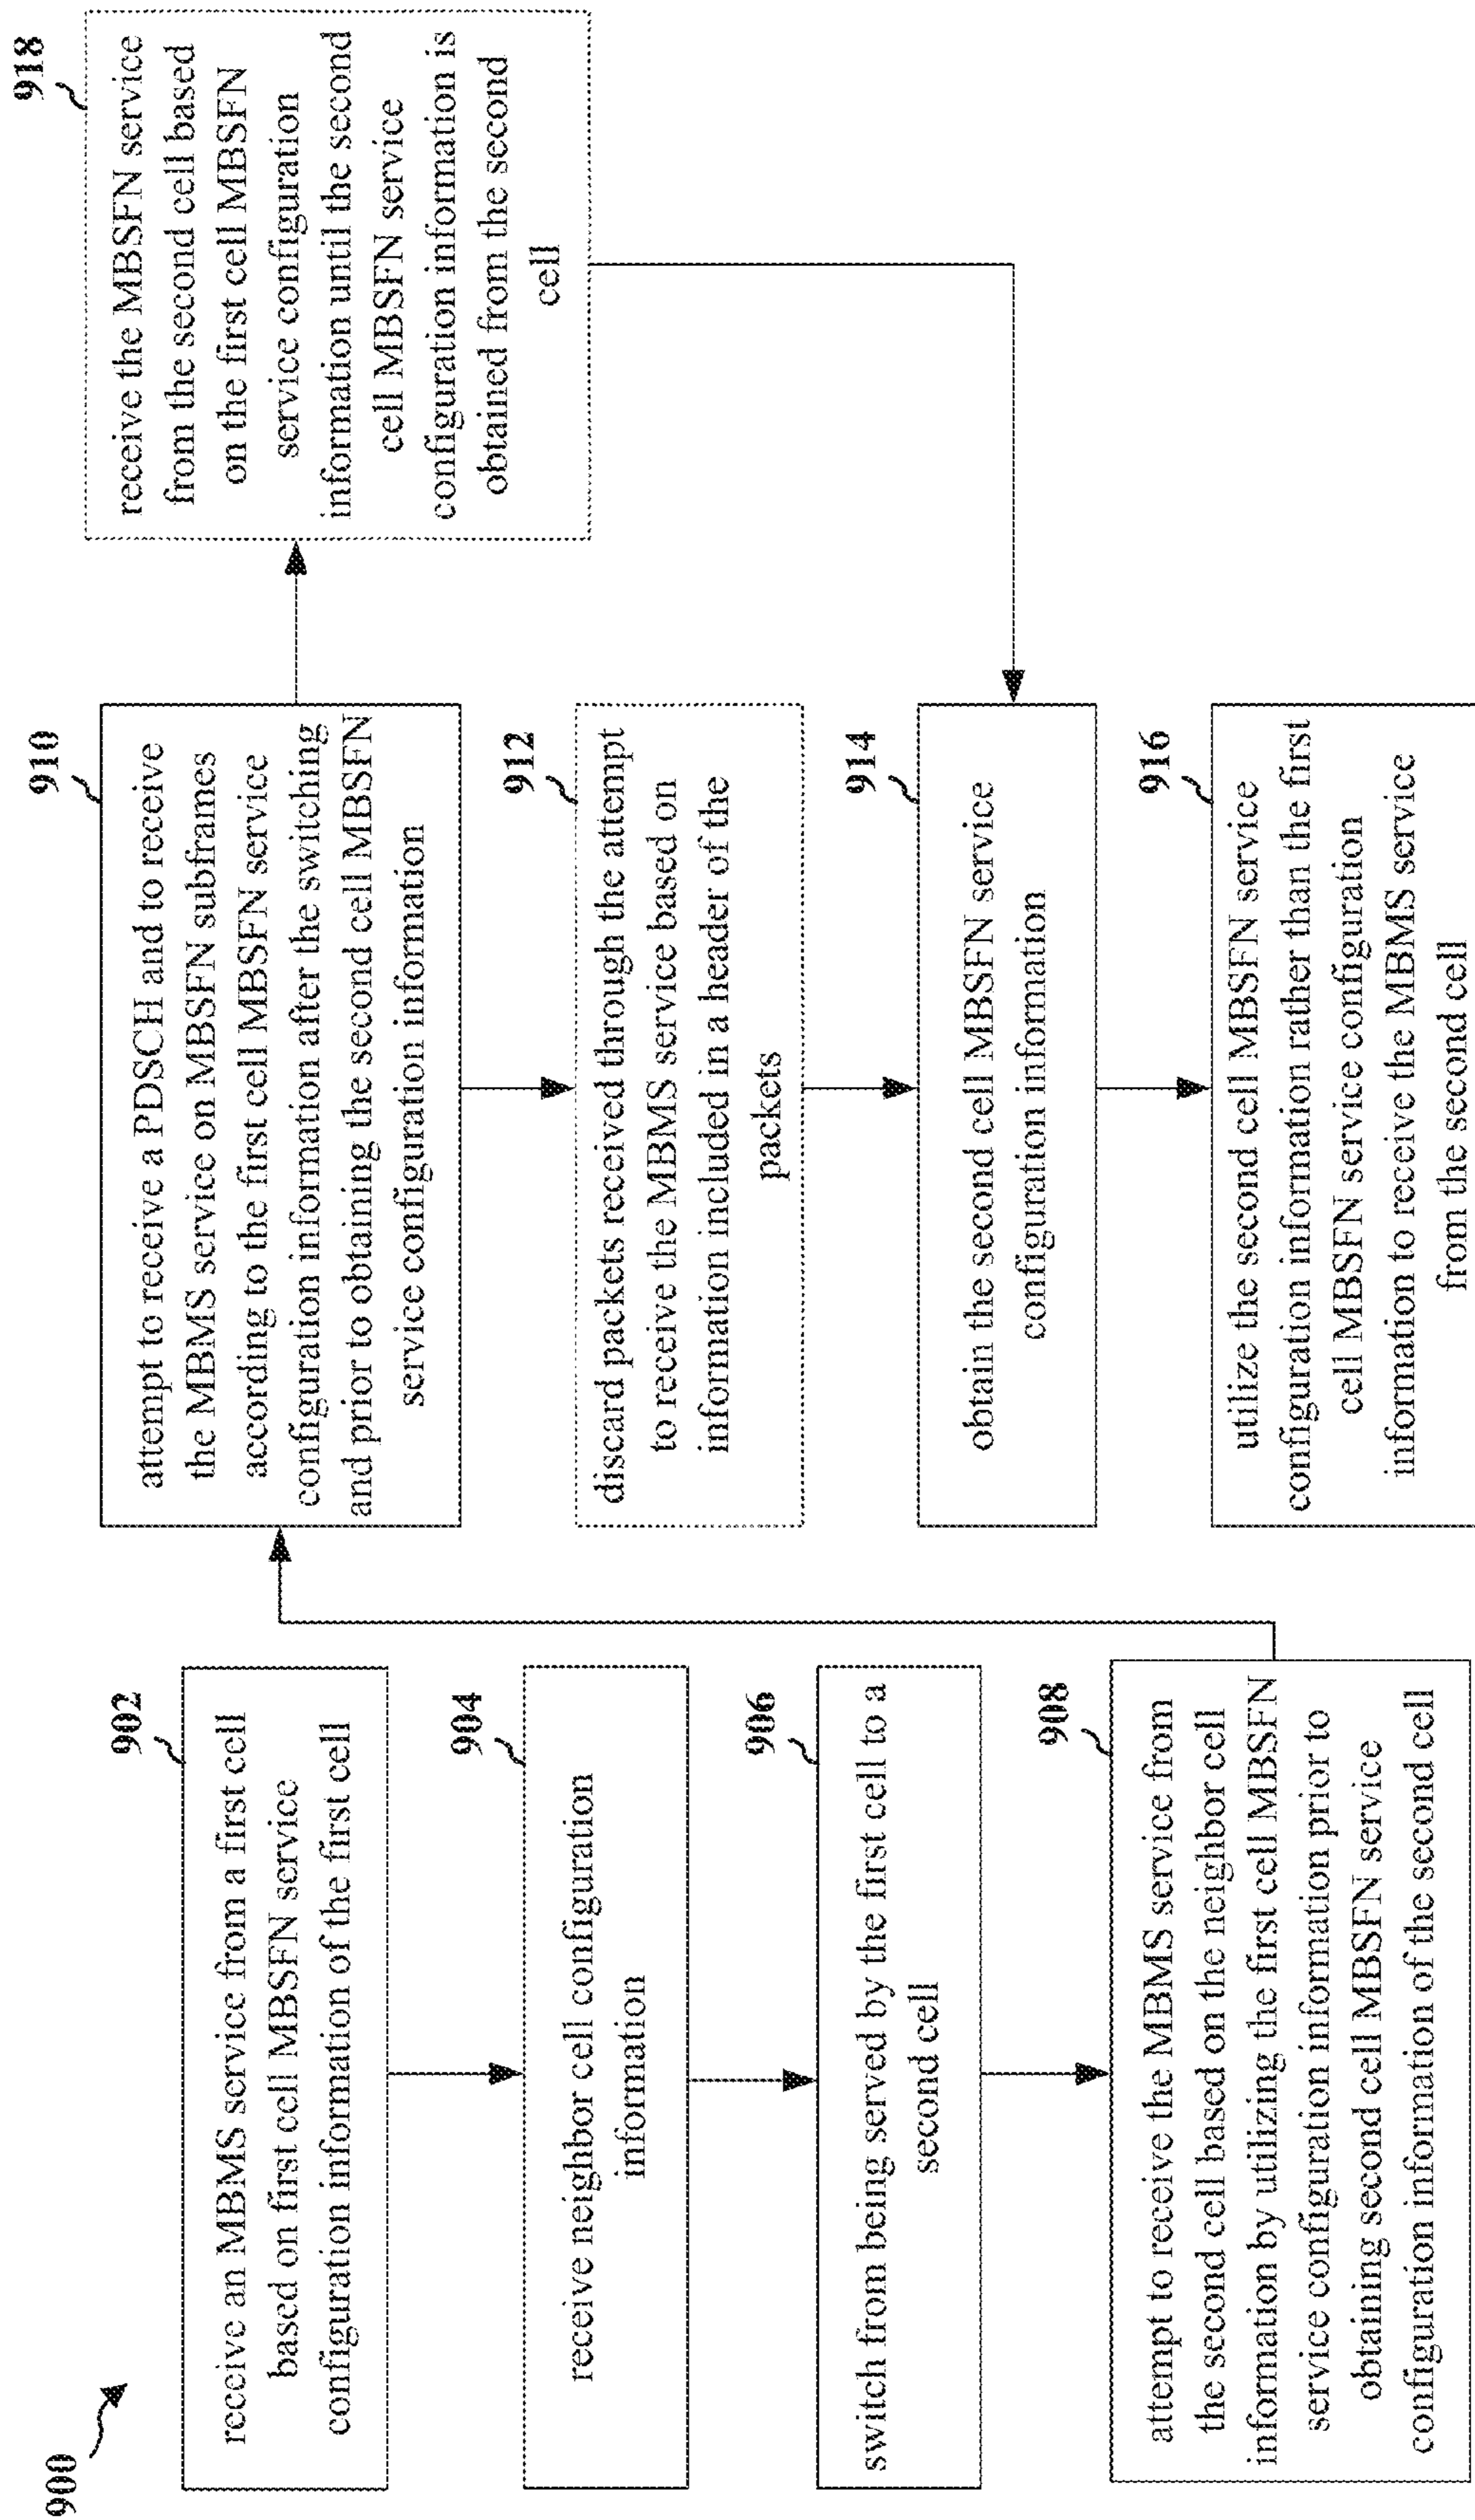 900
902
receive an MBMS service from a first cell
based on first cell MBSFN service
configuration information of the first cell
904
receive neighbor cell configuration
information
906
switch from being served by the first cell to a
second cell
908
attempt to receive the MBMS service from
the second cell based on the neighbor cell
information by utilizing the first cell MBSFN
service configuration information prior to
obtaining second cell MBSFN service
configuration information of the second cell
910
attempt to receive a PDSCH and to receive
the MBMS service on MBSFN subframes
according to the first cell MBSFN service
configuration information after the switching
and prior to obtaining the second cell MBSFN
service configuration information
912
discard packets received through the attempt
to receive the MBMS service based on
information included in a header of the
packets
914
obtain the second cell MBSFN service
configuration information
916
utilize the second cell MBSFN service
configuration information rather than the first
cell MBSFN service configuration
information to receive the MBMS service
from the second cell
918
receive the MBSFN service
from the second cell based
on the first cell MBSFN
service configuration
information until the second
cell MBSFN service
configuration information is
obtained from the second
cell